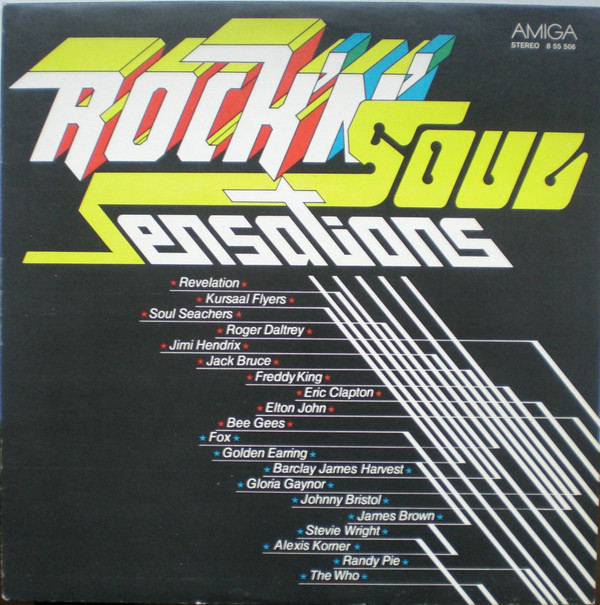 AMIGA
STEREO 8 55 506
ROCK'N'
SOUL
Sensations
* Revelation *
* Kursaal Flyers *
* Soul Seachers *
* Roger Daltrey *
* Jimi Hendrix *
* Jack Bruce *
* Freddy King *
* Eric Clapton *
* Elton John *
* Bee Gees *
* Fox *
* Golden Earring *
* Barclay James Harvest *
* Gloria Gaynor *
* Johnny Bristol *
* James Brown *
* Stevie Wright *
* Alexis Korner *
* Randy Pie *
* The Who *